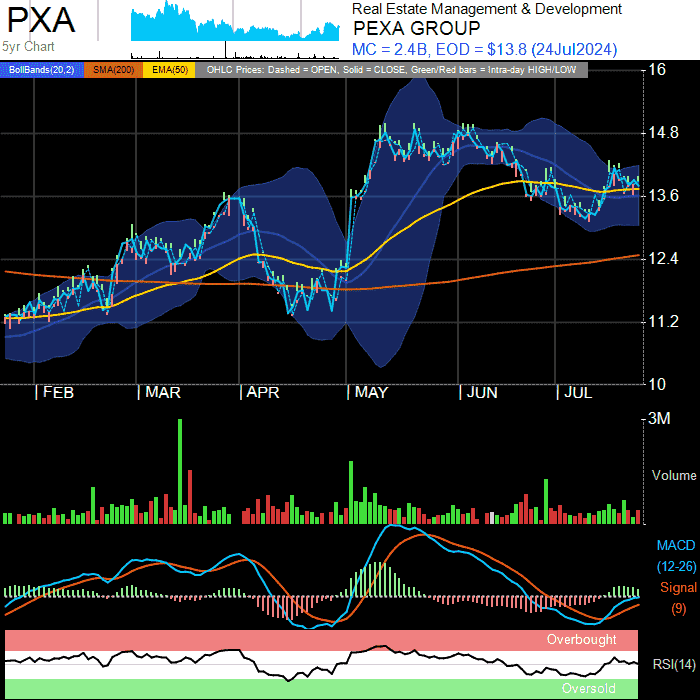 PXA
5yr Chart
Real Estate Management & Development
PEXA GROUP
MC = 2.4B, EOD = $13.8 (24Jul2024)
BollBands(20,2) SMA(200) EMA(50) OHLC Prices: Dashed = OPEN, Solid = CLOSE, Green/Red bars = Intra-day HIGH/LOW
16
14.8
13.6
12.4
11.2
10
FEB MAR APR MAY JUN JUL
3M
Volume
MACD
(12-26)
Signal
(9)
Overbought
RSI(14)
Oversold